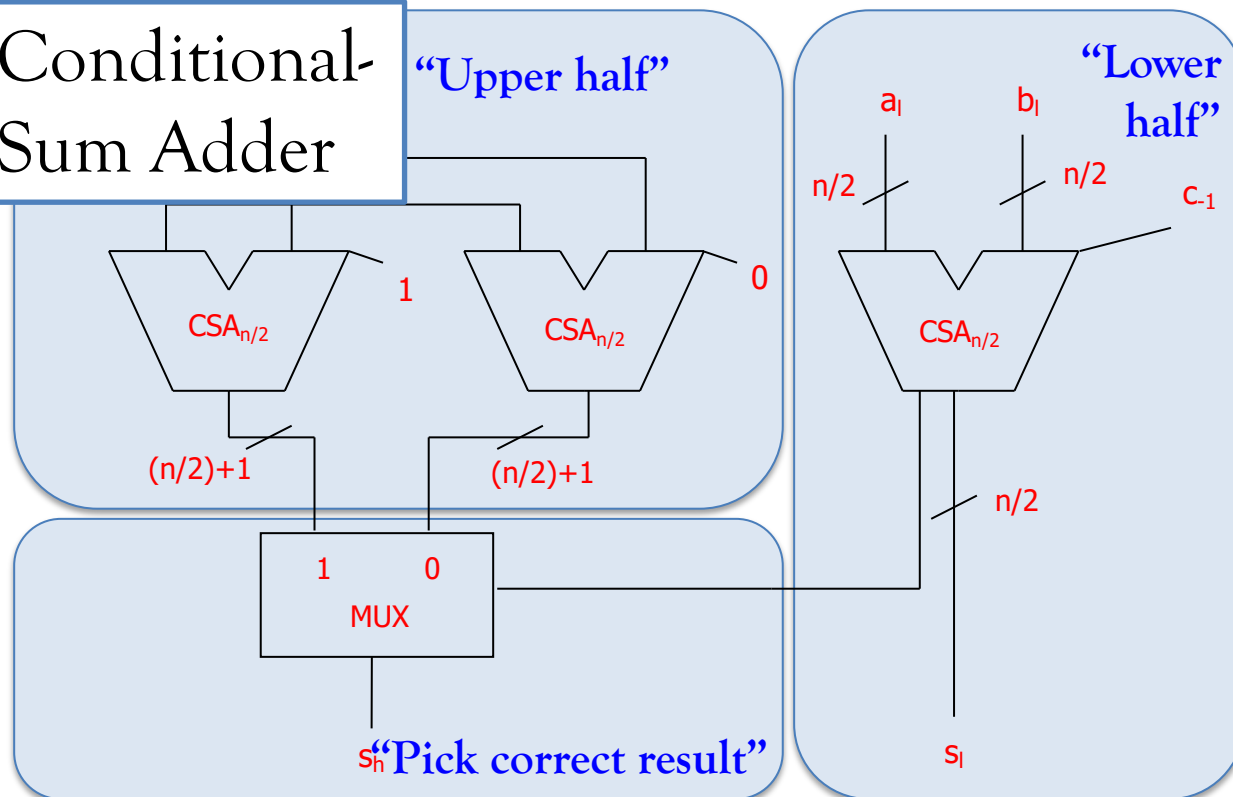 Conditional-
Sum Adder
“Upper half”
“Lower
half”
aₗ
bₗ
n/2
n/2
c₋₁
1
0
CSAₙ/₂
CSAₙ/₂
CSAₙ/₂
(n/2)+1
(n/2)+1
n/2
1 0
MUX
sₕ
“Pick correct result”
sₗ